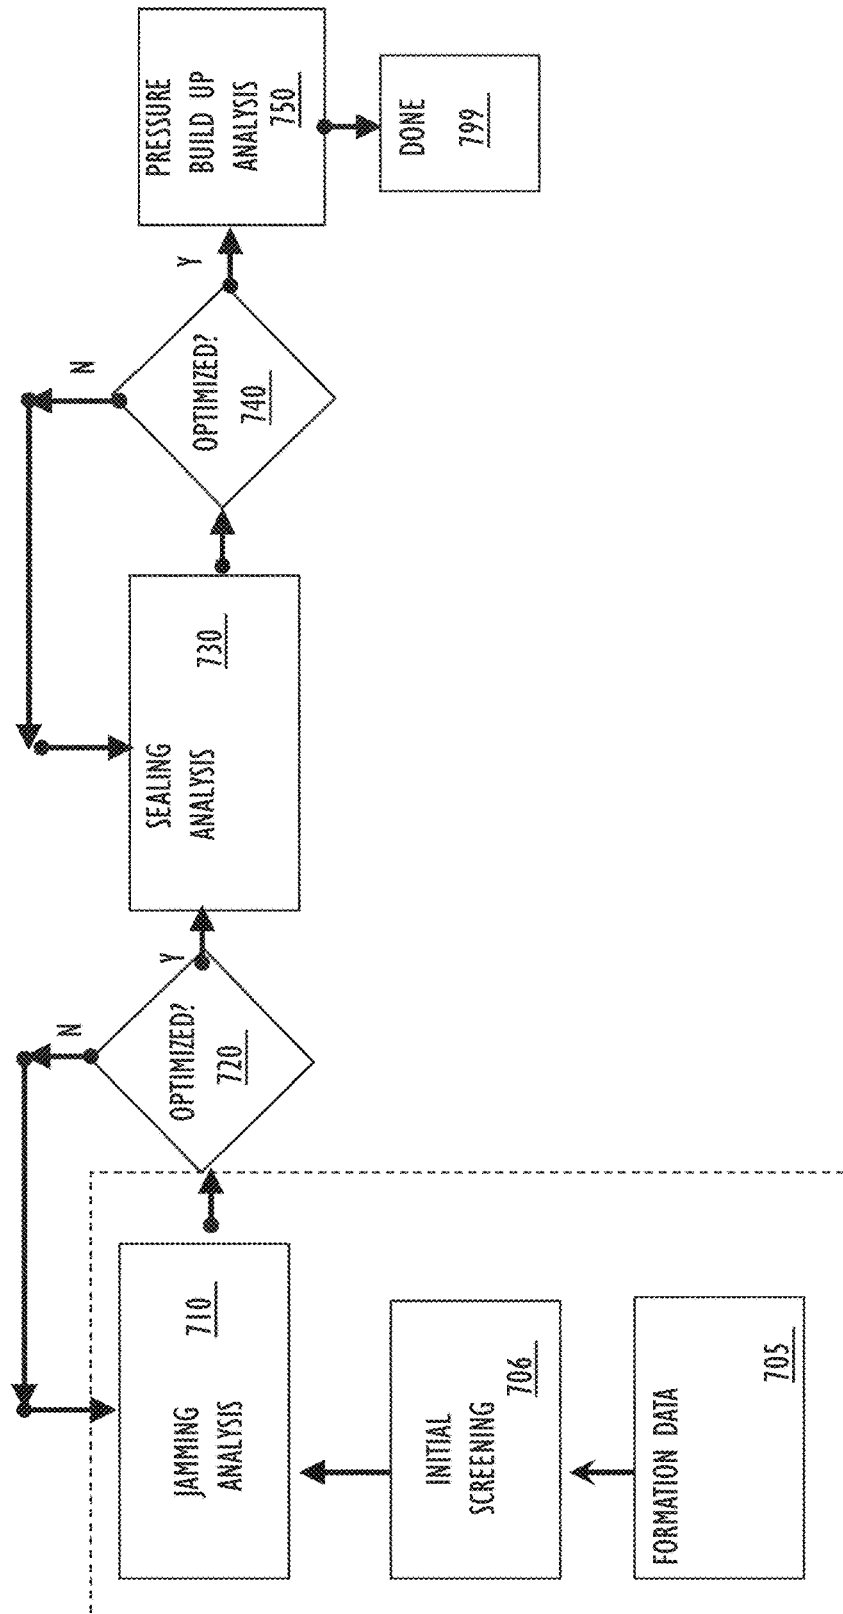 FORMATION DATA
705
INITIAL
SCREENING
706
JAMMING
ANALYSIS
710
OPTIMIZED?
720
N
Y
SEALING
ANALYSIS
730
OPTIMIZED?
740
N
Y
PRESSURE
BUILD UP
ANALYSIS
750
DONE
799